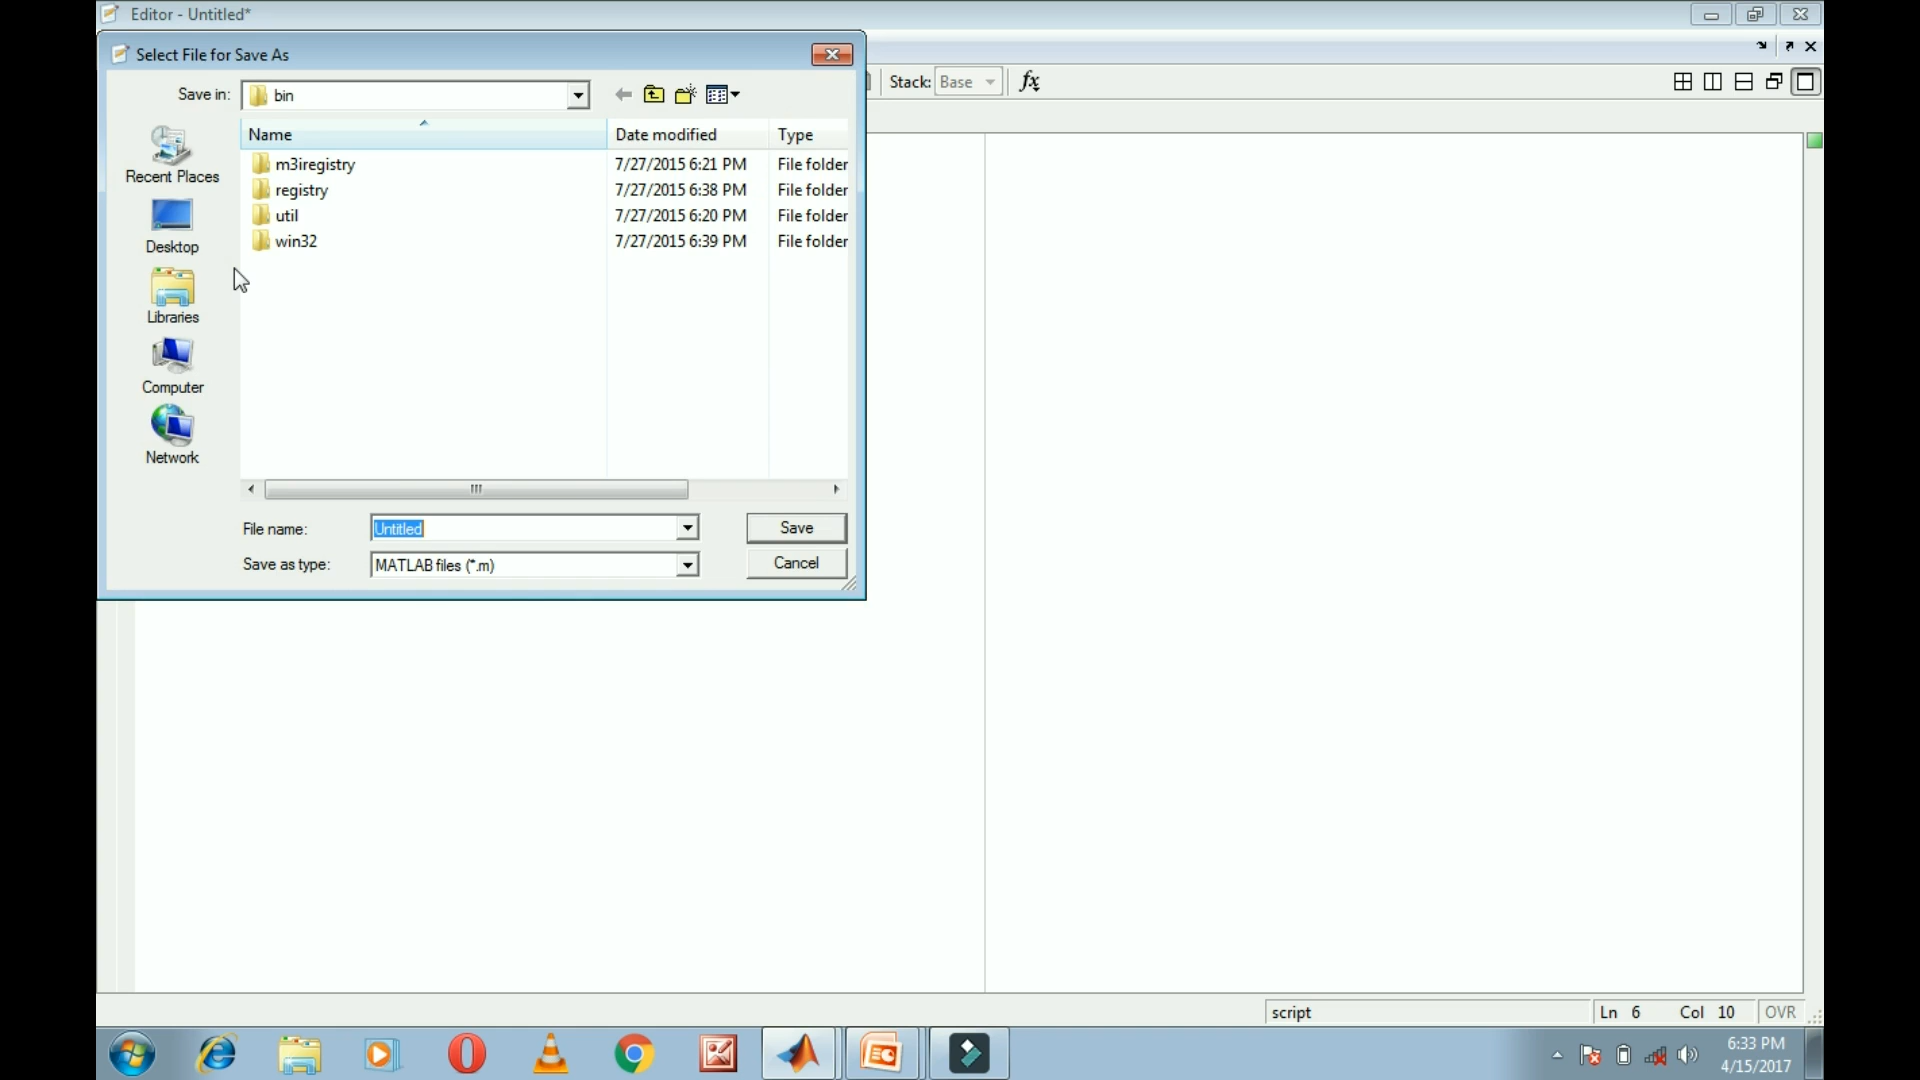 Editor - Untitled*
Select File for Save As
Save in: bin
Stack: Base fx
Name Date modified Type
m3iregistry 7/27/2015 6:21 PM File folder
registry 7/27/2015 6:38 PM File folder
util 7/27/2015 6:20 PM File folder
win32 7/27/2015 6:39 PM File folder
Recent Places
Desktop
Libraries
Computer
Network
File name: Untitled Save
Save as type: MATLAB files (*.m) Cancel
script Ln 6 Col 10 OVR
6:33 PM
4/15/2017